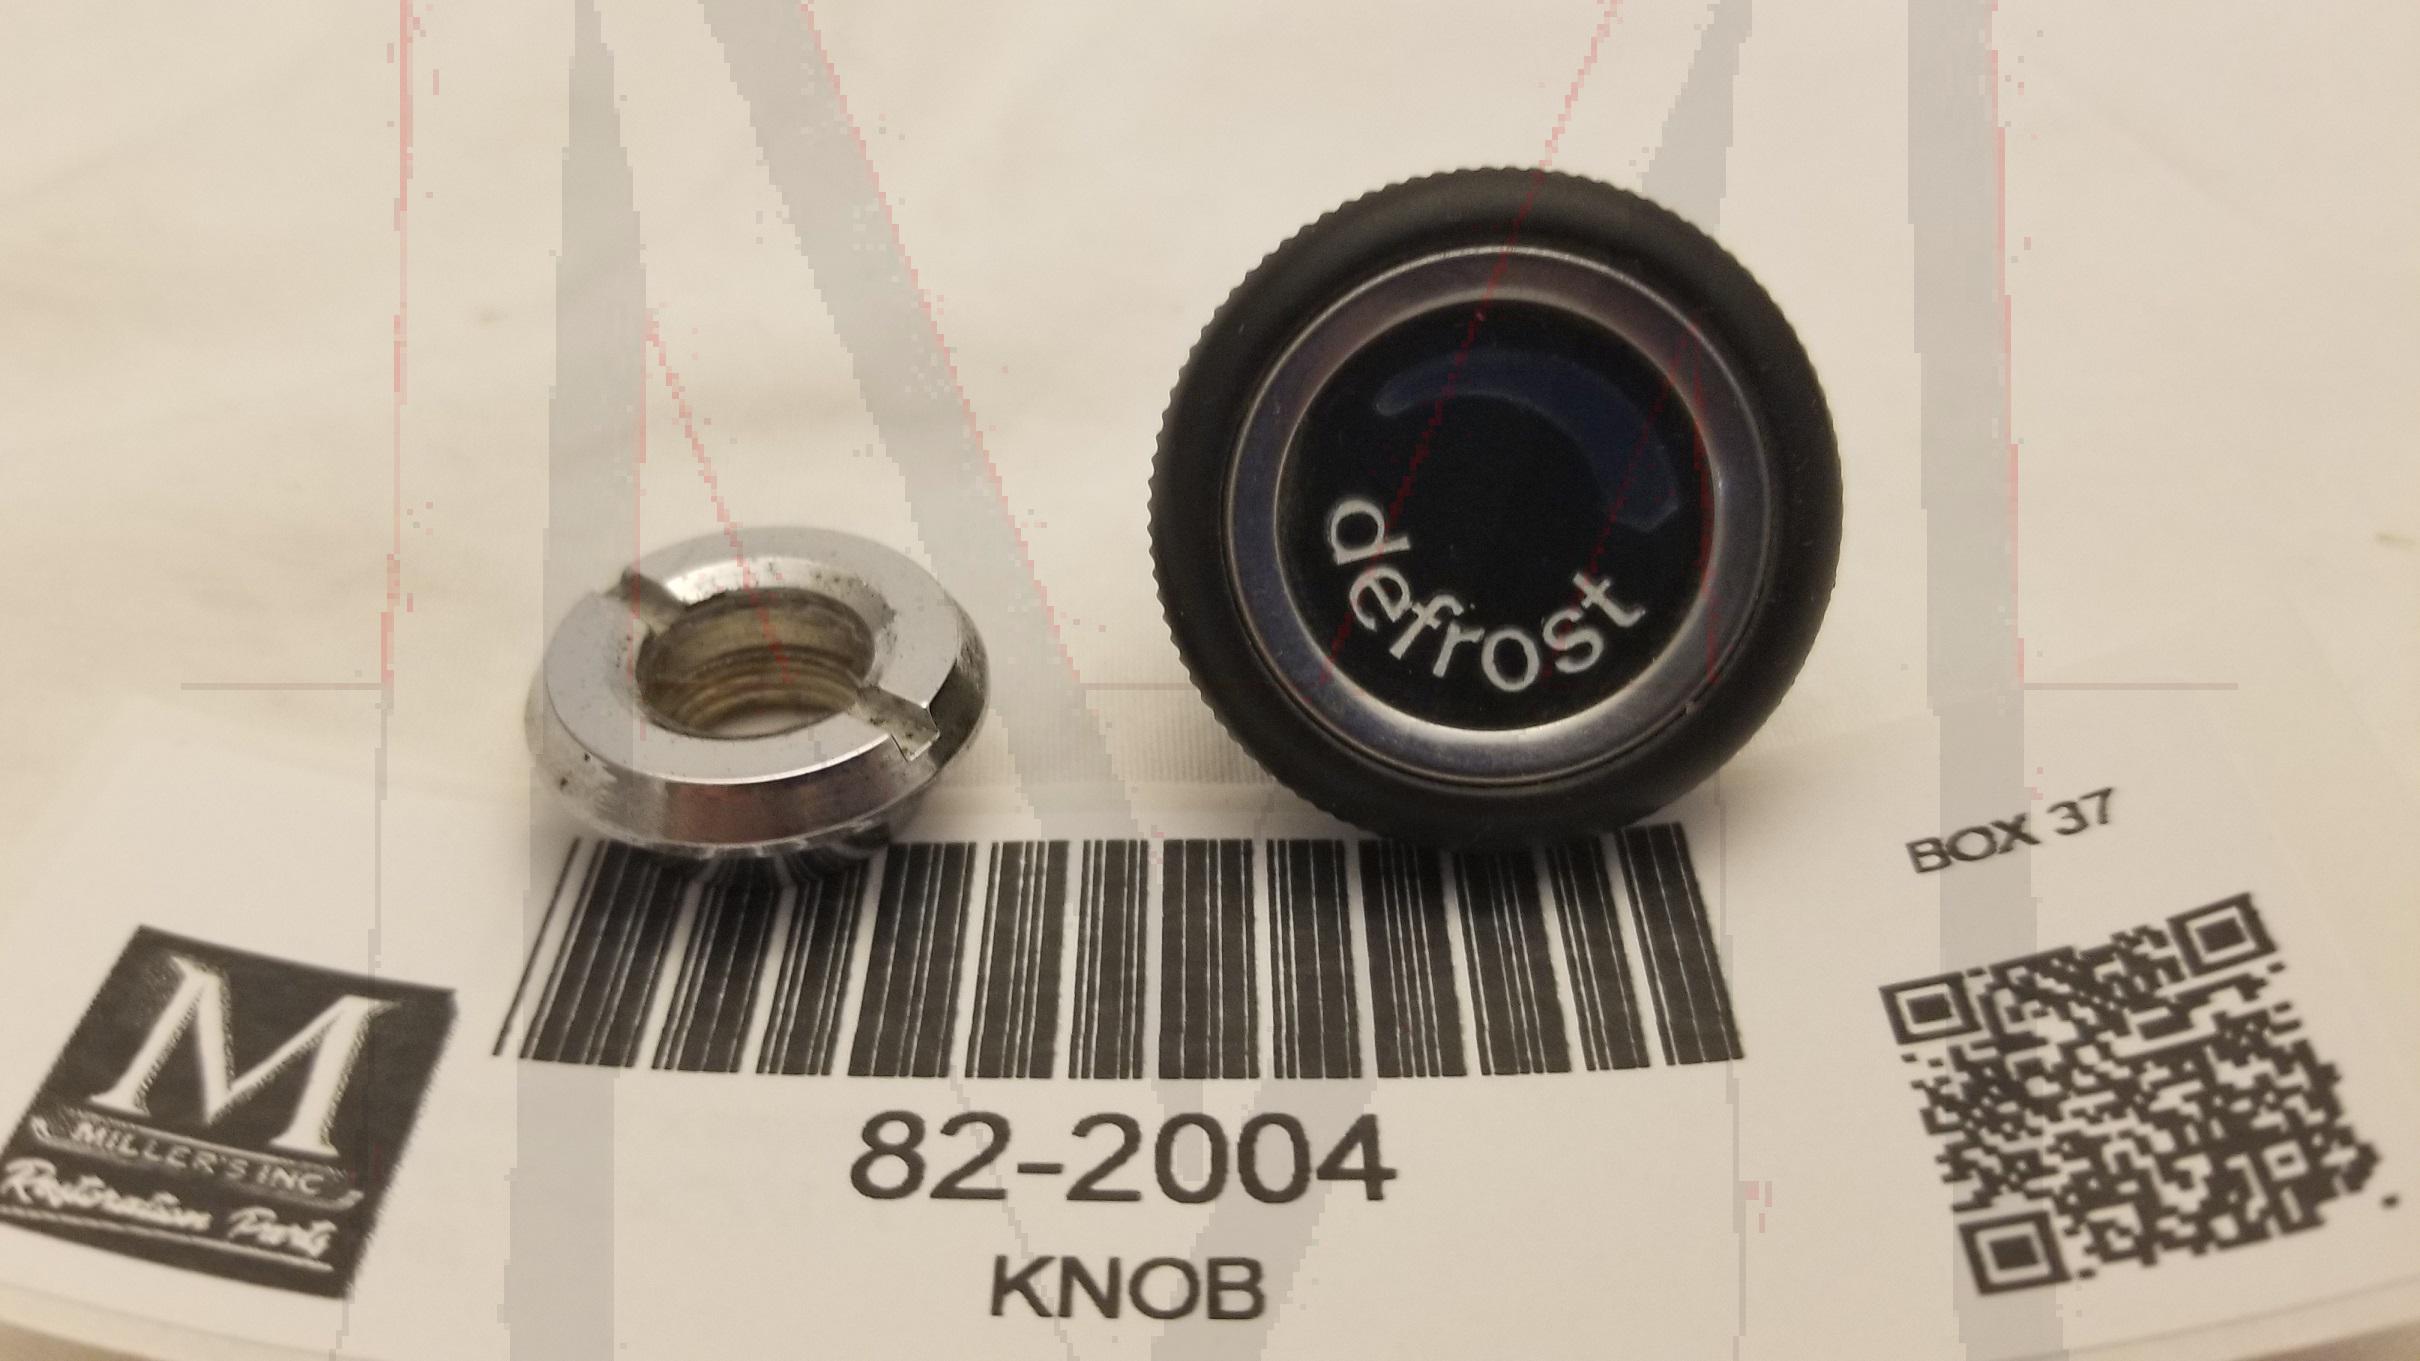 defrost
BOX 37
M
MILLER'S INC
Restoration Parts
82-2004
KNOB